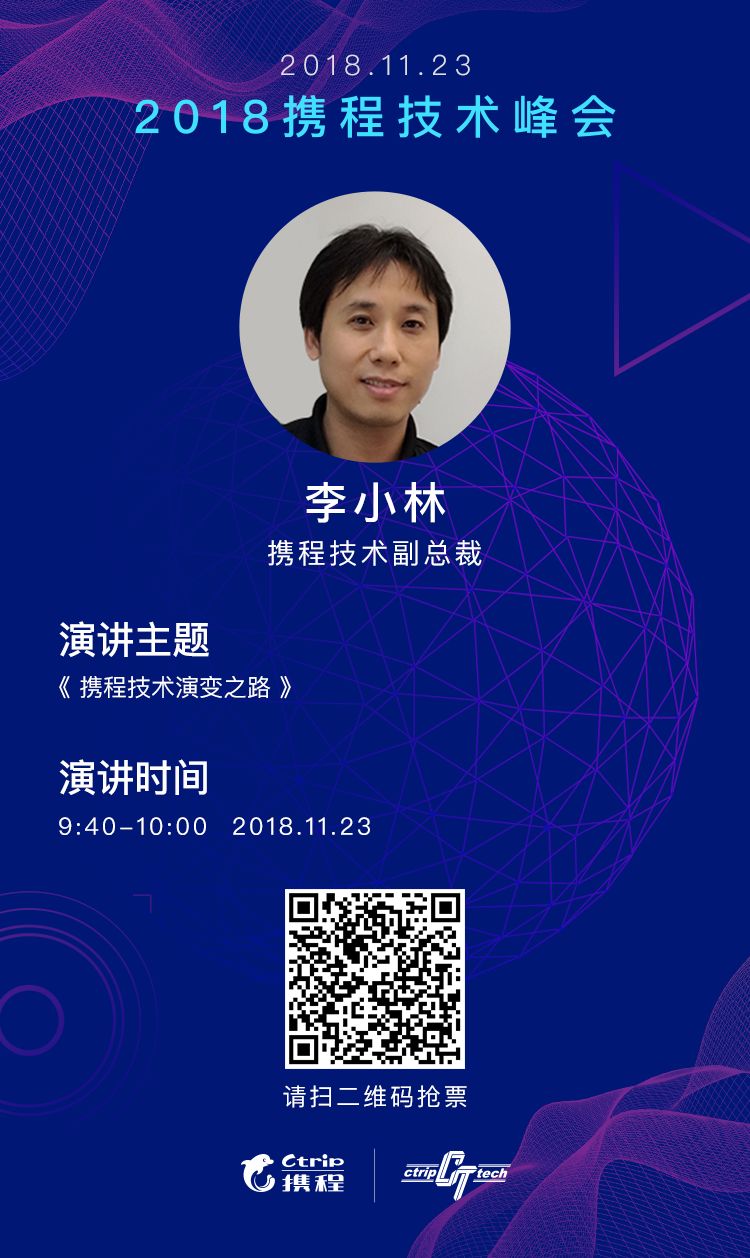 2018.11.23
2018携程技术峰会
李小林
携程技术副总裁
演讲主题
《 携程技术演变之路 》
演讲时间
9:40-10:00 2018.11.23
请扫二维码抢票
Ctrip
携程
ctrip CT tech